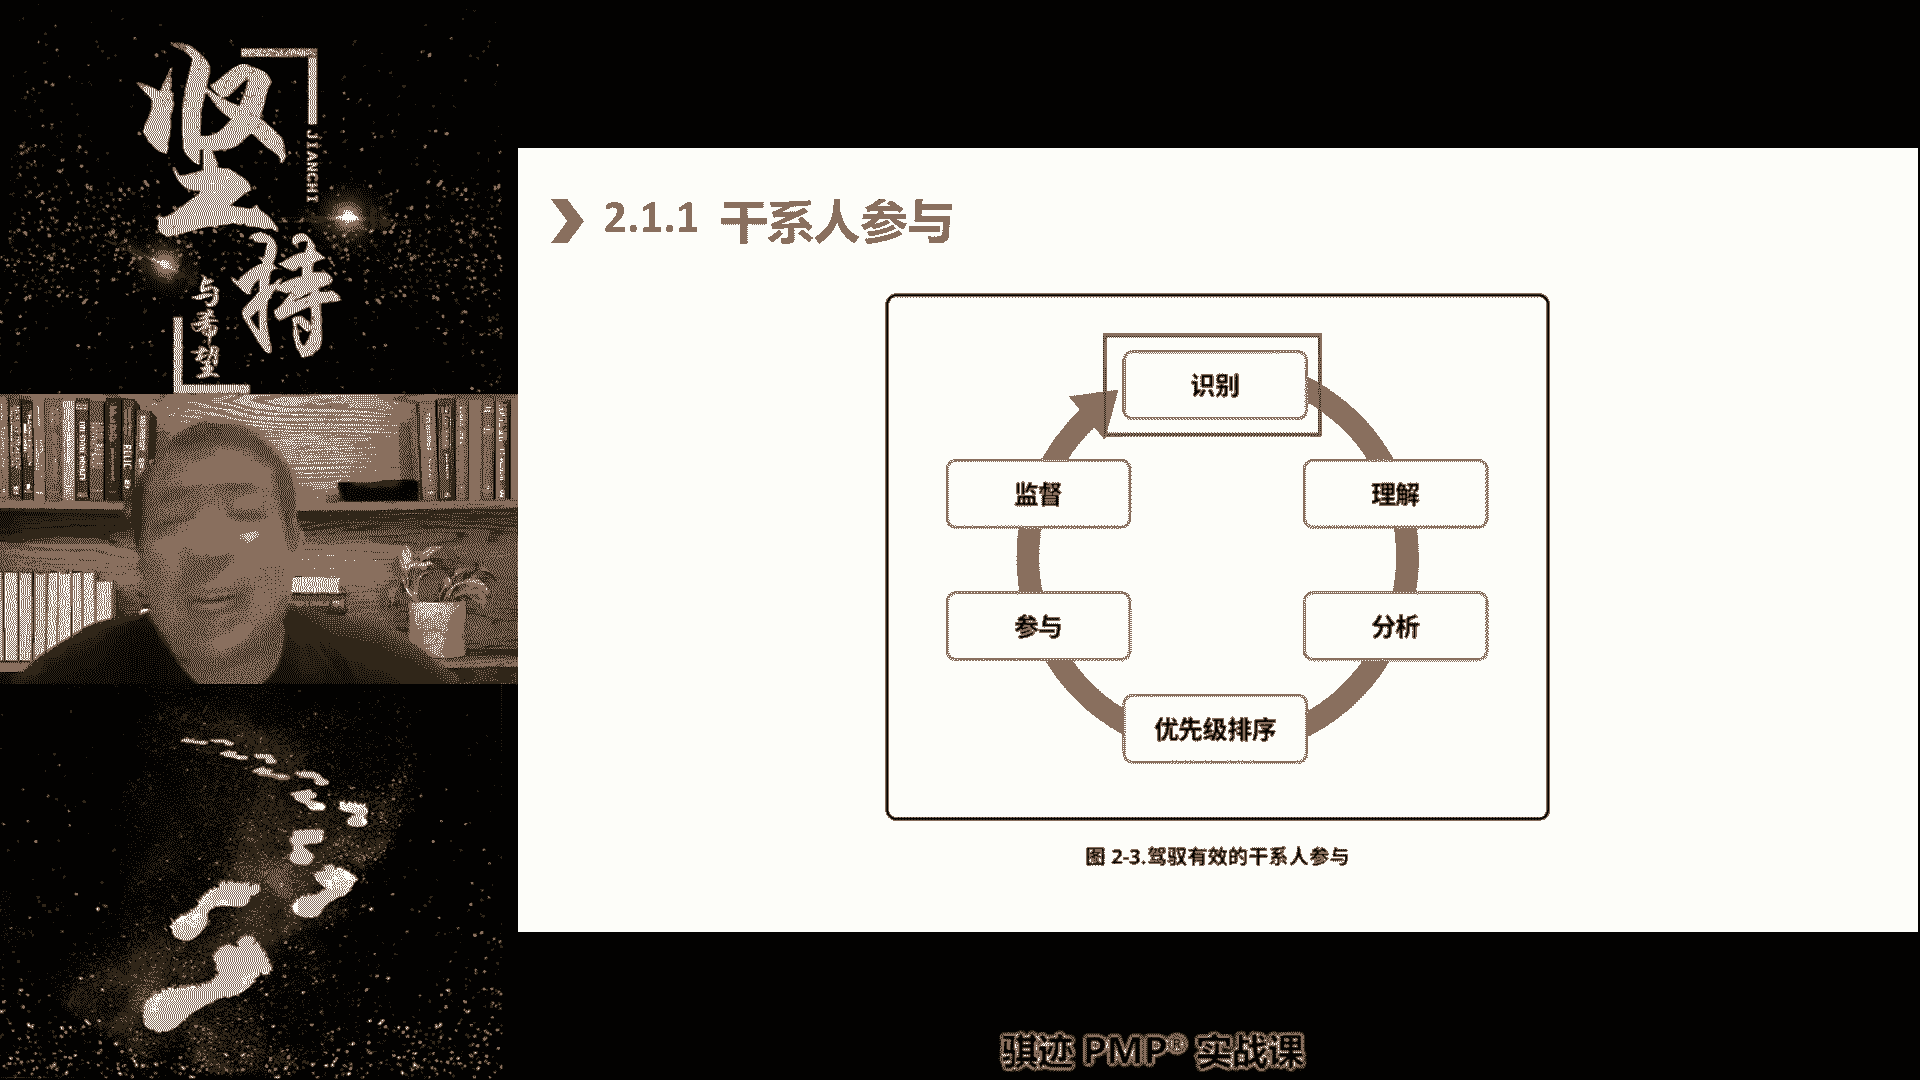 坚持
JIANCHI
与希望
2.1.1 干系人参与
识别
监督
理解
参与
分析
优先级排序
图 2-3.驾驭有效的干系人参与
骐迹 PMP® 实战课